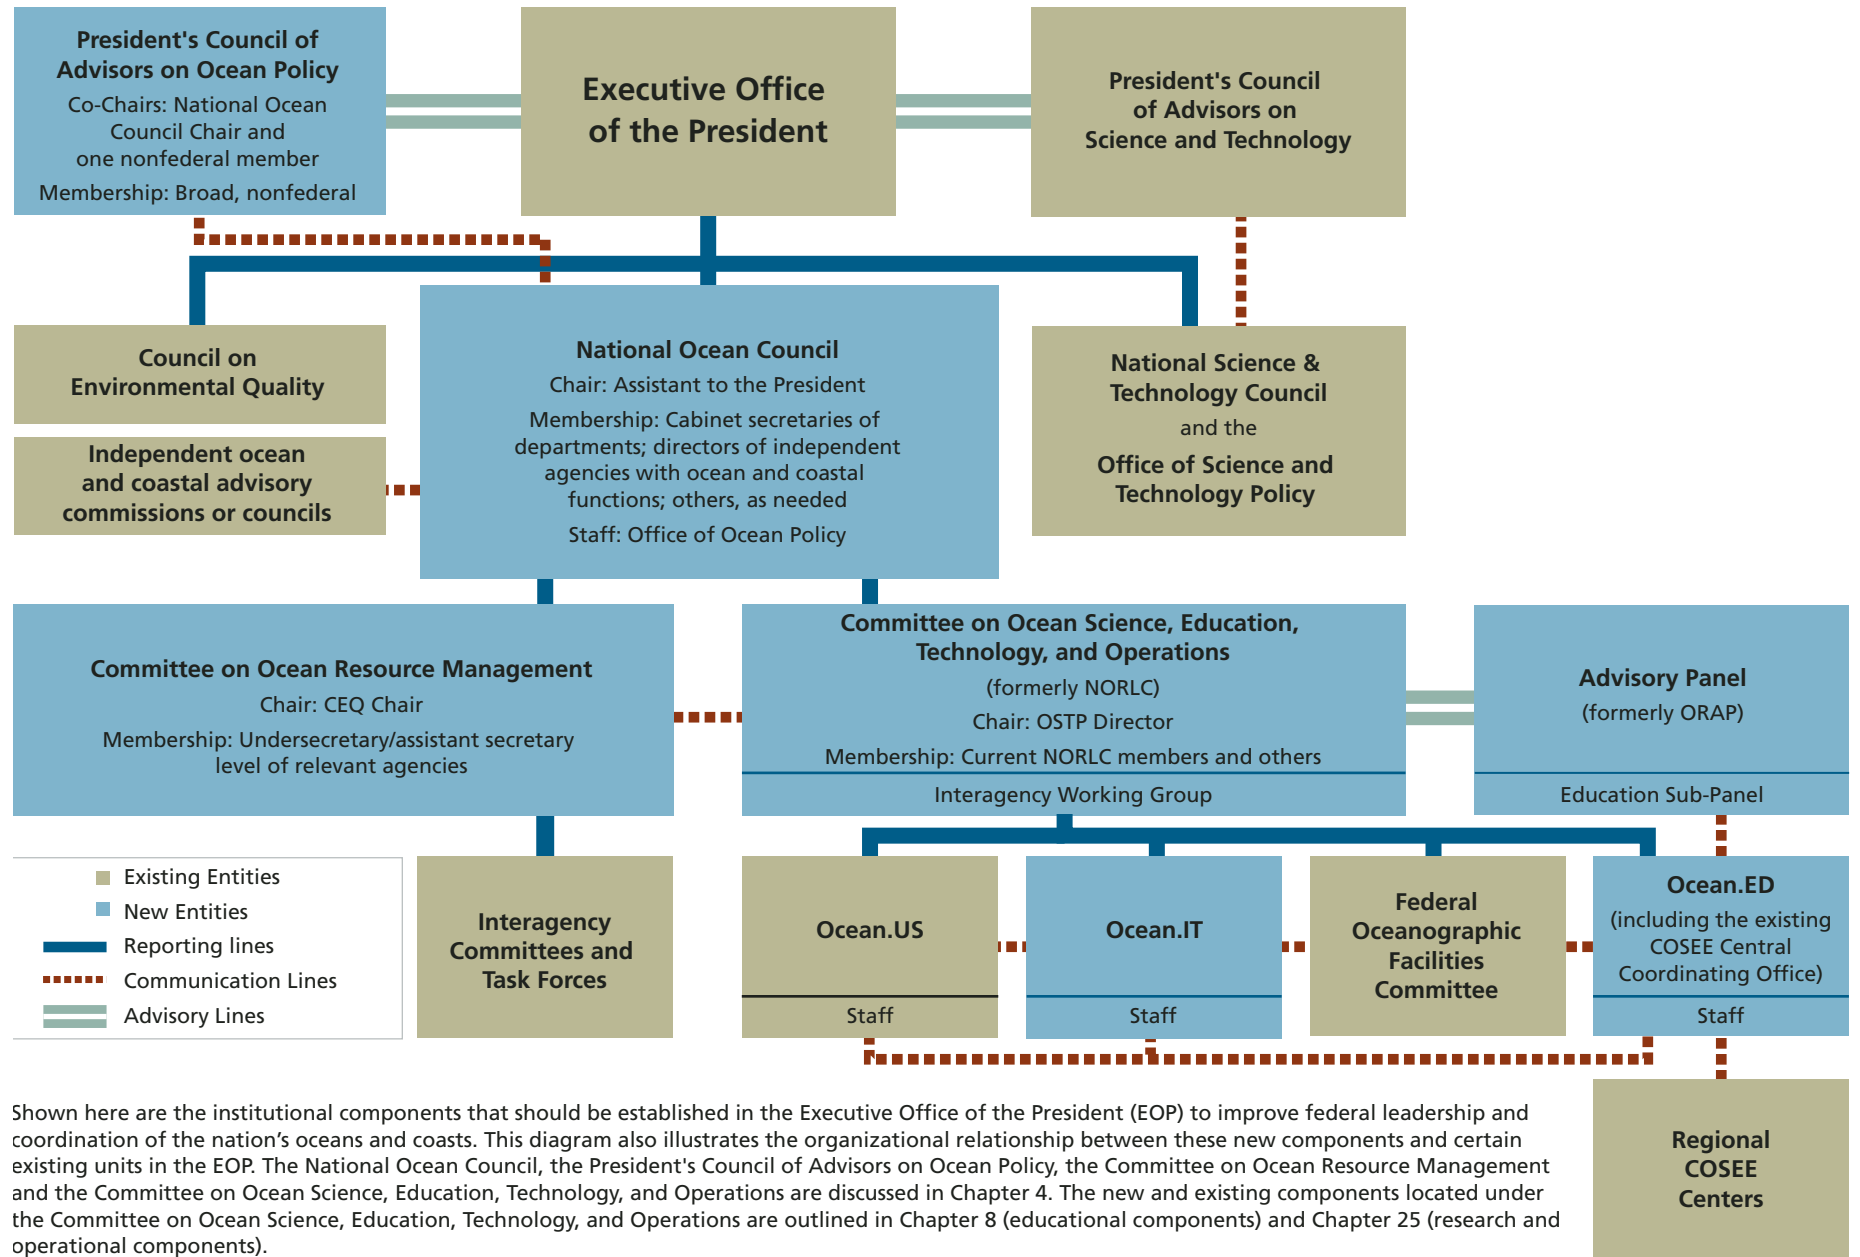 President's Council of
Advisors on Ocean Policy
Co-Chairs: National Ocean
Council Chair and
one nonfederal member
Membership: Broad, nonfederal
Executive Office
of the President
President's Council
of Advisors on
Science and Technology
Council on
Environmental Quality
Independent ocean
and coastal advisory
commissions or councils
National Ocean Council
Chair: Assistant to the President
Membership: Cabinet secretaries of
departments; directors of independent
agencies with ocean and coastal
functions; others, as needed
Staff: Office of Ocean Policy
National Science &
Technology Council
and the
Office of Science and
Technology Policy
Committee on Ocean Resource Management
Chair: CEQ Chair
Membership: Undersecretary/assistant secretary
level of relevant agencies
Committee on Ocean Science, Education,
Technology, and Operations
(formerly NORLC)
Chair: OSTP Director
Membership: Current NORLC members and others
Interagency Working Group
Advisory Panel
(formerly ORAP)
Education Sub-Panel
Existing Entities
New Entities
Reporting lines
Communication Lines
Advisory Lines
Interagency
Committees and
Task Forces
Ocean.US
Staff
Ocean.IT
Staff
Federal
Oceanographic
Facilities
Committee
Ocean.ED
(including the existing
COSEE Central
Coordinating Office)
Staff
Regional
COSEE
Centers
Shown here are the institutional components that should be established in the Executive Office of the President (EOP) to improve federal leadership and
coordination of the nation's oceans and coasts. This diagram also illustrates the organizational relationship between these new components and certain
existing units in the EOP. The National Ocean Council, the President's Council of Advisors on Ocean Policy, the Committee on Ocean Resource Management
and the Committee on Ocean Science, Education, Technology, and Operations are discussed in Chapter 4. The new and existing components located under
the Committee on Ocean Science, Education, Technology, and Operations are outlined in Chapter 8 (educational components) and Chapter 25 (research and
operational components).